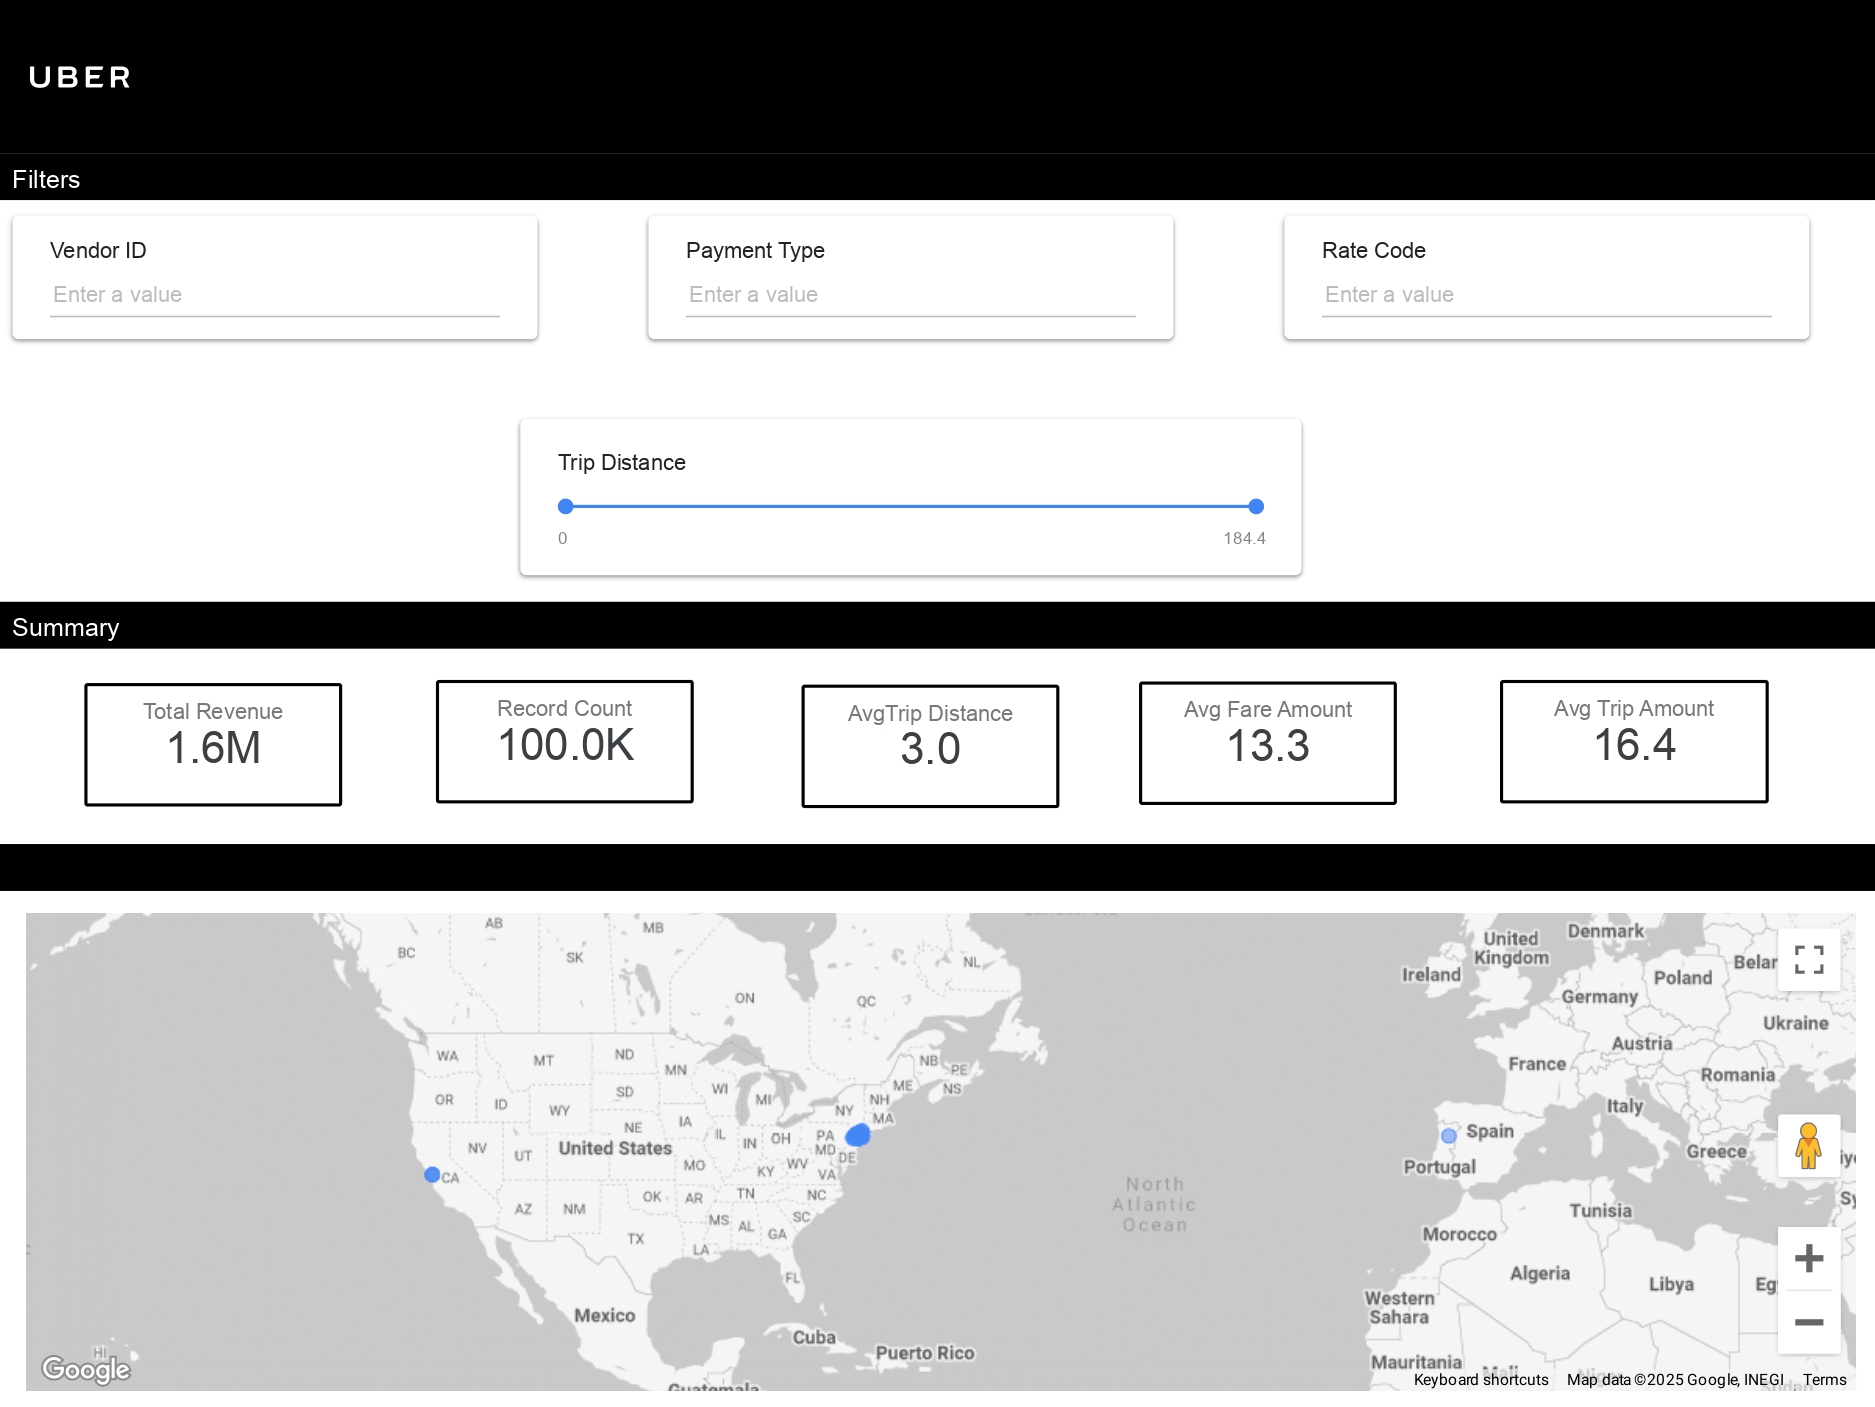 UBER
Filters
Vendor ID
Enter a value
Payment Type
Enter a value
Rate Code
Enter a value
Trip Distance
0
184.4
Summary
Total Revenue
1.6M
Record Count
100.0K
AvgTrip Distance
3.0
Avg Fare Amount
13.3
Avg Trip Amount
16.4
AB
MB
BC
SK
NL
ON
QC
United
Kingdom
Denmark
Ireland
Belar
Poland
Germany
Ukraine
Austria
France
Romania
Italy
Spain
Portugal
Greece
WA
MT
ND
MN
NB
PE
NS
ME
OR
ID
SD
WI
MI
NH
WY
NY
MA
NE
IA
IL
IN
OH
PA
MD
DE
NV
UT
United States
CA
MO
KY
WV
VA
AZ
NM
OK
AR
TN
NC
MS
AL
SC
GA
TX
LA
FL
North
Atlantic
Ocean
Tunisia
Morocco
Algeria
Libya
Eg
Sy
Western
Sahara
Mexico
Cuba
Puerto Rico
HI
Mauritania
Mali
Guatemala
Sudan
Google
Keyboard shortcuts
Map data ©2025 Google, INEGI
Terms